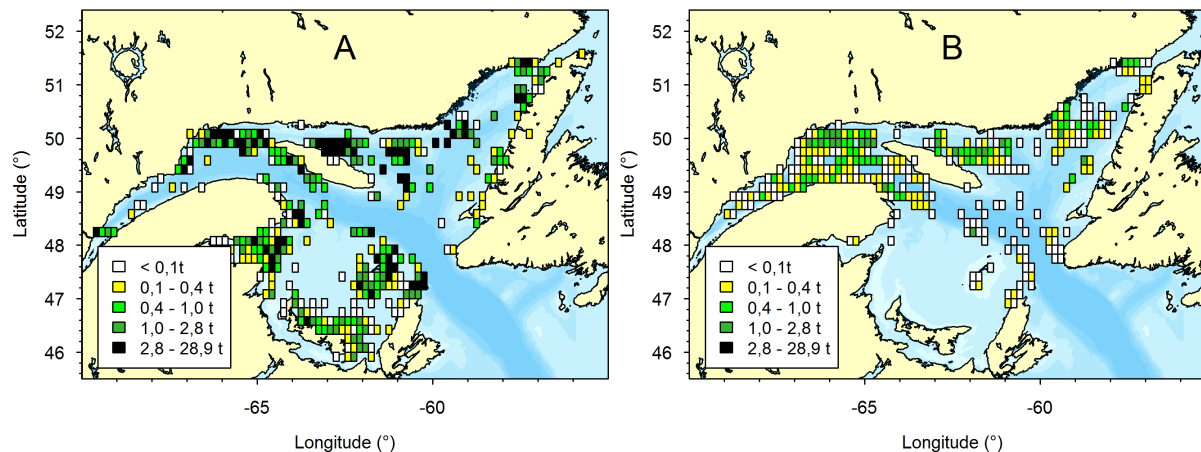 A
52
51
50
49
48
47
46
Latitude (°)
< 0,1t
0,1 - 0,4 t
0,4 - 1,0 t
1,0 - 2,8 t
2,8 - 28,9 t
-65
-60
Longitude (°)
B
52
51
50
49
48
47
46
Latitude (°)
< 0,1t
0,1 - 0,4 t
0,4 - 1,0 t
1,0 - 2,8 t
2,8 - 28,9 t
-65
-60
Longitude (°)